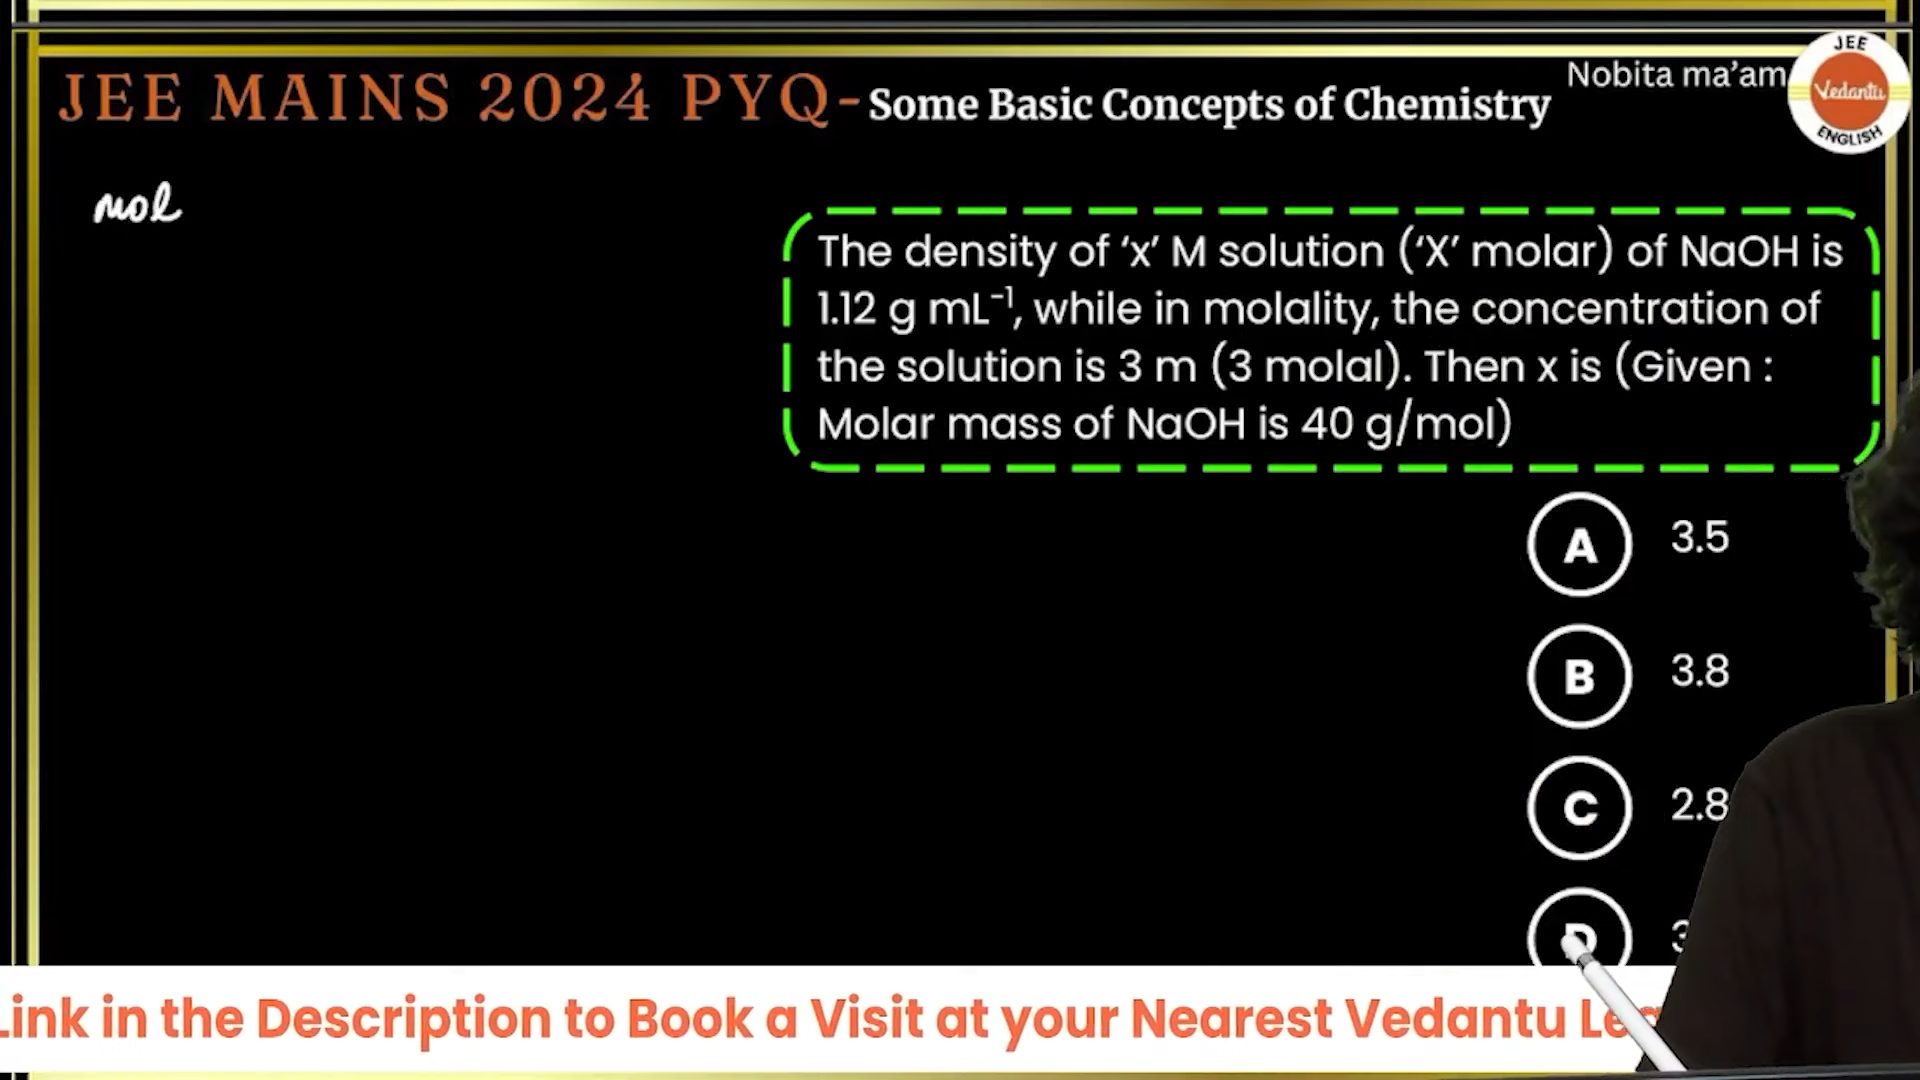 JEE MAINS 2024 PYQ- Some Basic Concepts of Chemistry
Nobita ma’am
JEE
Vedantu
ENGLISH
mol
The density of ‘x’ M solution (‘X’ molar) of NaOH is
1.12 g mL⁻¹, while in molality, the concentration of
the solution is 3 m (3 molal). Then x is (Given :
Molar mass of NaOH is 40 g/mol)
A 3.5
B 3.8
C 2.8
D
Link in the Description to Book a Visit at your Nearest Vedantu